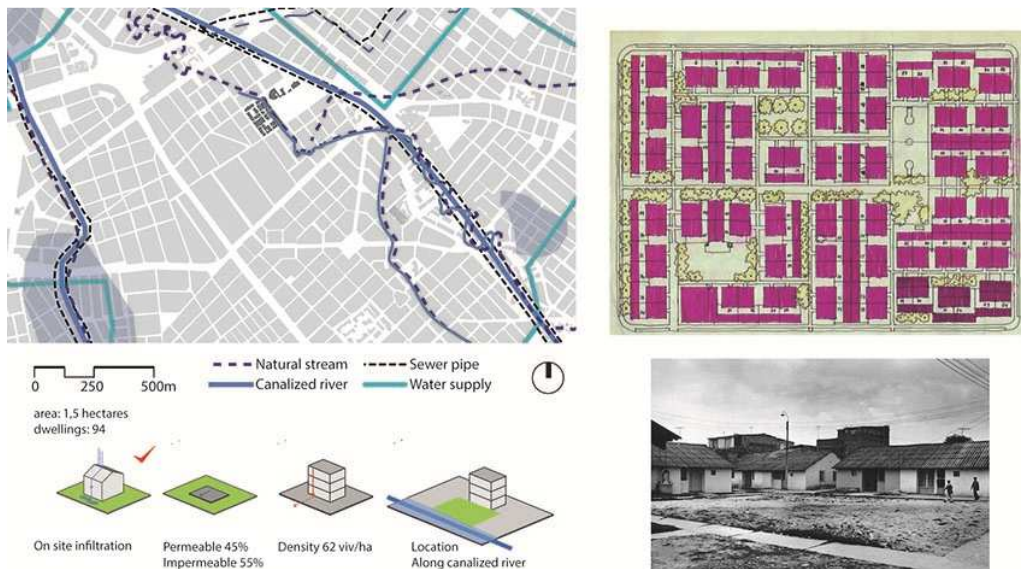 Natural stream
Sewer pipe
Canalized river
Water supply
0 250 500m
area: 1,5 hectares
dwellings: 94
On site infiltration
Permeable 45%
Impermeable 55%
Density 62 viv/ha
Location
Along canalized river